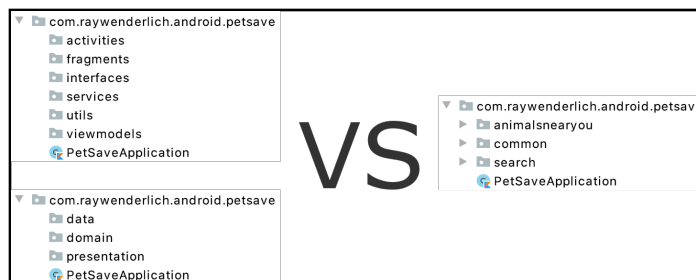 com.raywenderlich.android.petsave
activities
fragments
interfaces
services
utils
viewmodels
PetSaveApplication
com.raywenderlich.android.petsave
data
domain
presentation
PetSaveApplication
VS
com.raywenderlich.android.petsav
animalsnearyou
common
search
PetSaveApplication